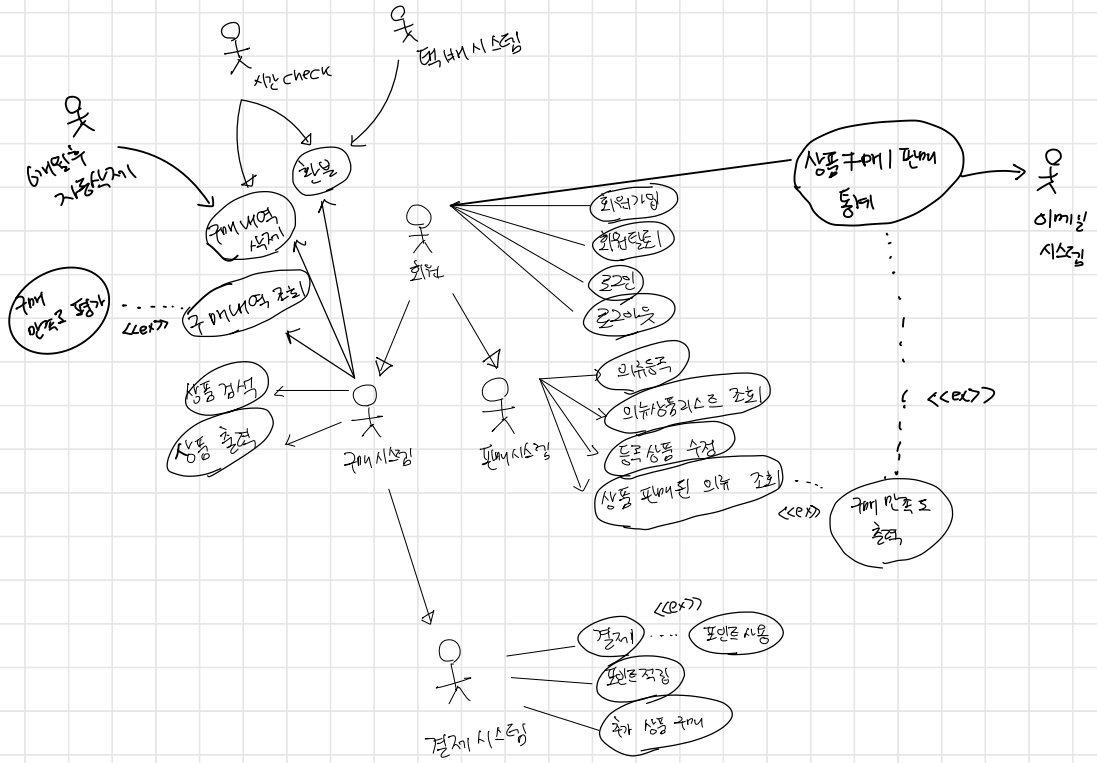 택배시스템
시간check
6개월후
자동삭제
환불
상품구매 / 판매
통계
이메일
시스템
구매내역
삭제
회원가입
회원탈퇴
회원
로그인
로그아웃
구매
만족도 평가
<<ex>>
구매내역 조회
의류등록
의류상품리스트 조회
<<ex>>
상품검색
상품 출력
구매시스템
판매시스템
등록상품 수정
상품 판매된 의류 조회
<<ex>>
구매 만족도
출력
<<ex>>
결제
포인트사용
포인트적립
추가 상품 구매
결제시스템